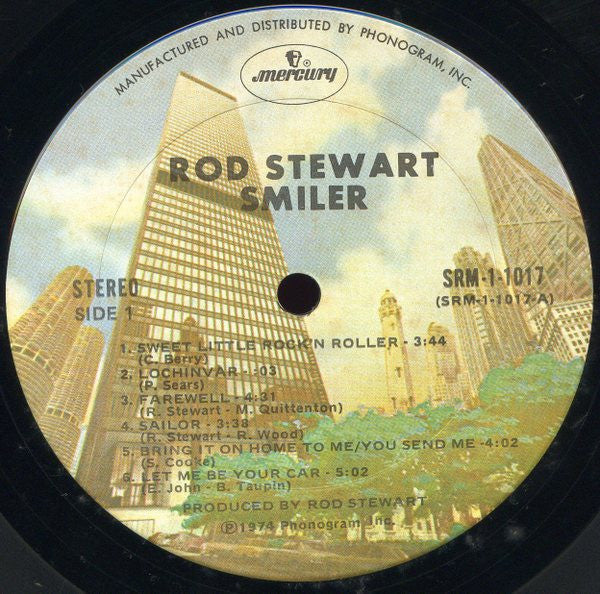 MANUFACTURED AND DISTRIBUTED BY PHONOGRAM, INC.
mercury
ROD STEWART
SMILER
STEREO
SIDE 1
SRM-1-1017
(SRM-1-1017-A)
1. SWEET LITTLE ROCK'N ROLLER - 3:44
(C. Berry)
2. LOCHINVAR - :03
(P. Sears)
3. FAREWELL - 4:31
(R. Stewart - M. Quittenton)
4. SAILOR - 3:38
(R. Stewart - R. Wood)
5. BRING IT ON HOME TO ME/YOU SEND ME -4:02
(S. Cooke)
6. LET ME BE YOUR CAR - 5:02
(E. John - B. Taupin)
PRODUCED BY ROD STEWART
℗1974 Phonogram Inc.